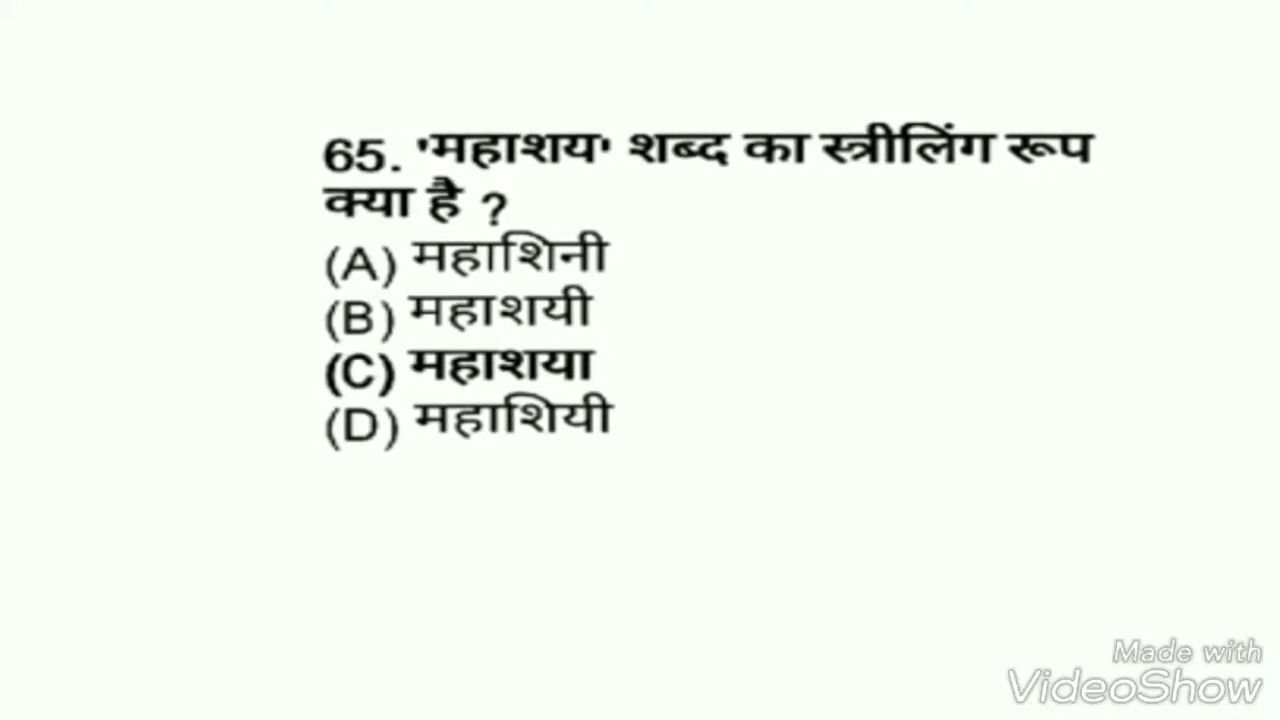 65. 'महाशय' शब्द का स्त्रीलिंग रूप
क्या है ?
(A) महाशिनी
(B) महाशयी
(C) महाशया
(D) महाशियी
Made with
VideoShow